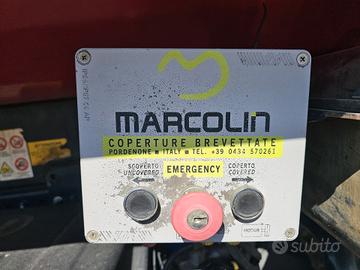 MARCOLIN
COPERTURE BREVETTATE
PORDENONE ■ ITALY ■ TEL. +39 0434 570261
SCOPERTO
UNCOVERED
EMERGENCY
COPERTO
COVERED
subito